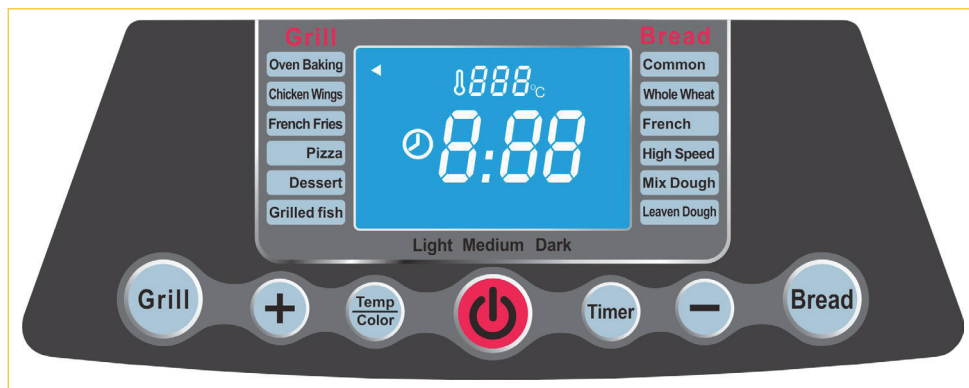 Grill
Bread
Oven Baking
Chicken Wings
French Fries
Pizza
Dessert
Grilled fish
888°C
8:88
Common
Whole Wheat
French
High Speed
Mix Dough
Leaven Dough
Light Medium Dark
Grill
+
Temp
Color
Timer
−
Bread